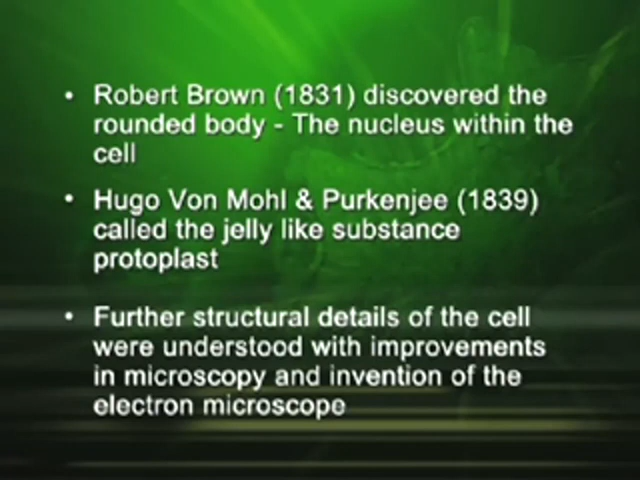 • Robert Brown (1831) discovered the
rounded body - The nucleus within the
cell
• Hugo Von Mohl & Purkenjee (1839)
called the jelly like substance
protoplast
• Further structural details of the cell
were understood with improvements
in microscopy and invention of the
electron microscope